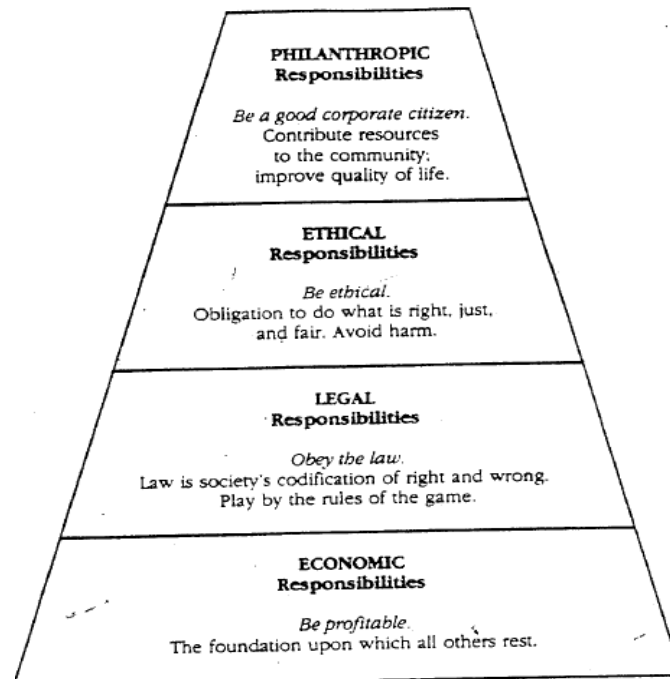 PHILANTHROPIC
Responsibilities
Be a good corporate citizen.
Contribute resources
to the community;
improve quality of life.
ETHICAL
Responsibilities
Be ethical.
Obligation to do what is right, just,
and fair. Avoid harm.
LEGAL
Responsibilities
Obey the law.
Law is society's codification of right and wrong.
Play by the rules of the game.
ECONOMIC
Responsibilities
Be profitable.
The foundation upon which all others rest.